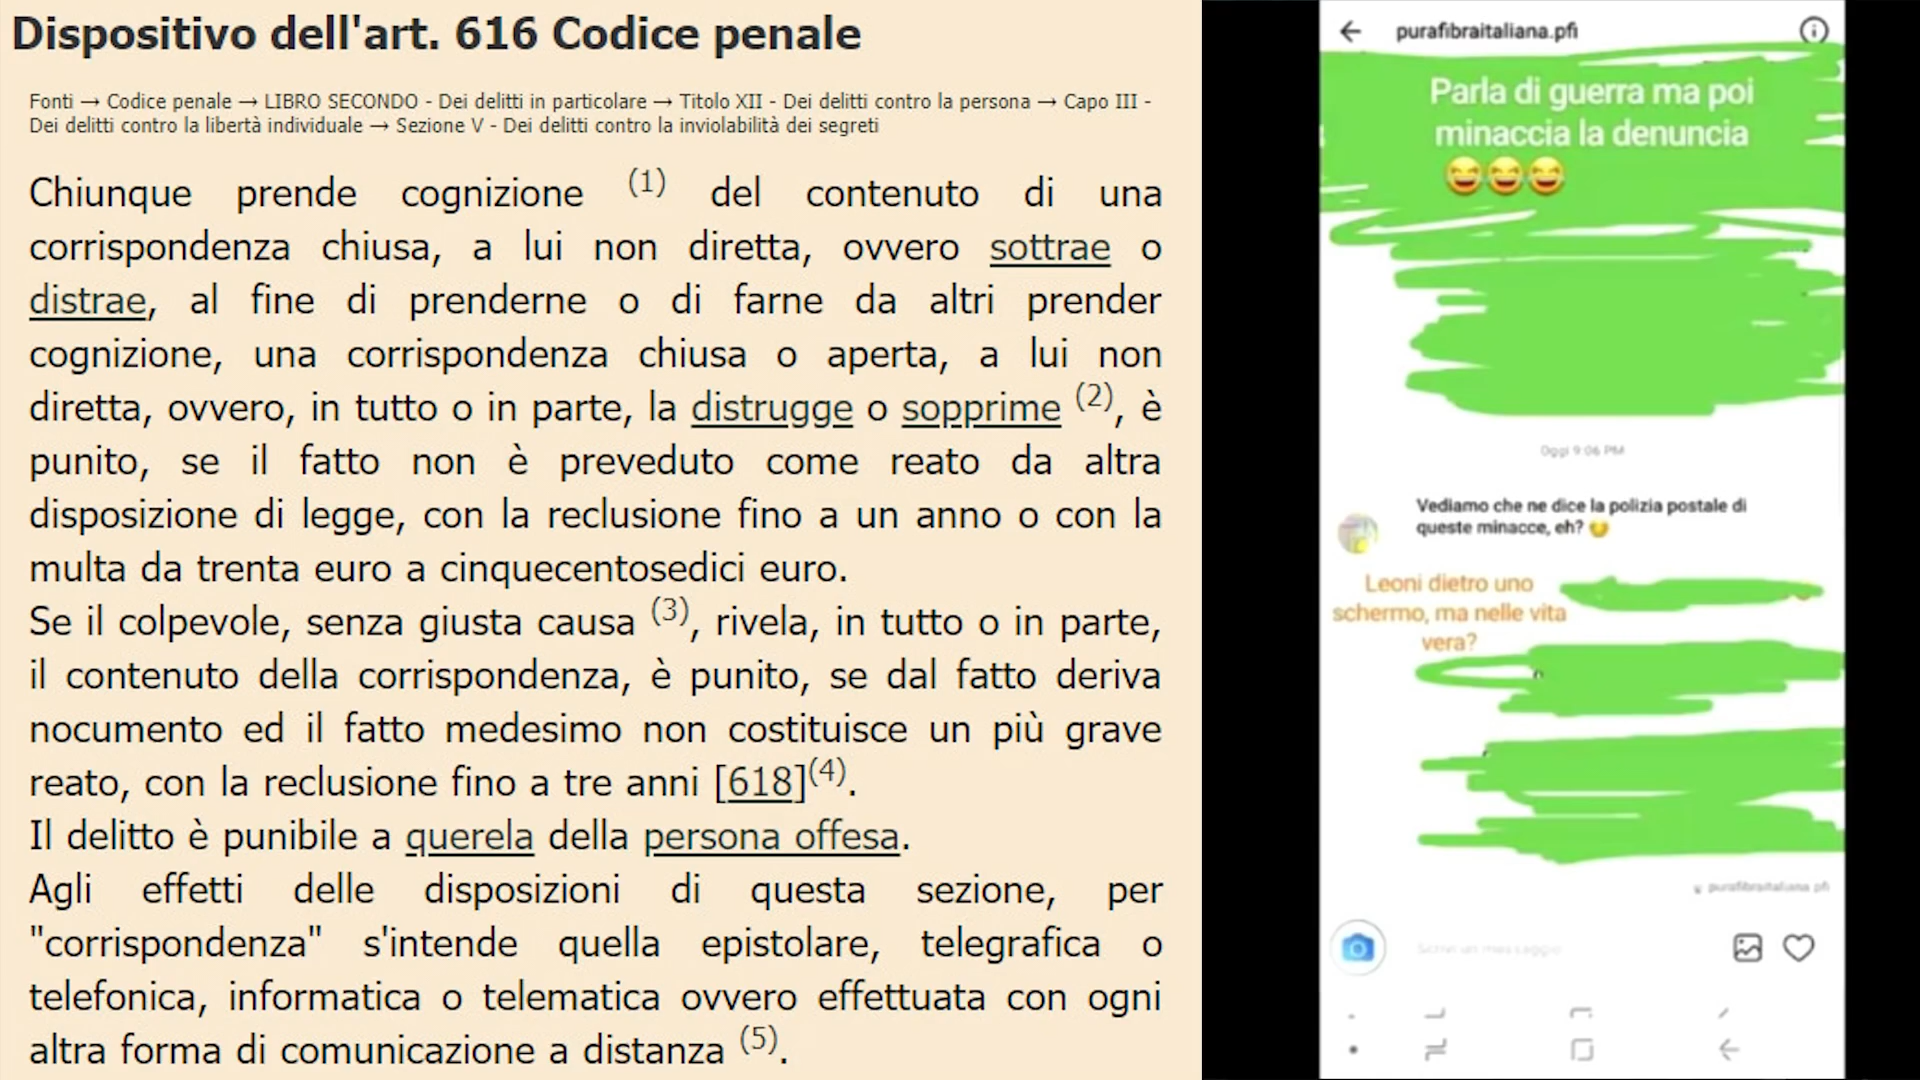 Dispositivo dell'art. 616 Codice penale
Fonti → Codice penale → LIBRO SECONDO - Dei delitti in particolare → Titolo XII - Dei delitti contro la persona → Capo III -
Dei delitti contro la libertà individuale → Sezione V - Dei delitti contro la inviolabilità dei segreti
Chiunque prende cognizione (1) del contenuto di una
corrispondenza chiusa, a lui non diretta, ovvero sottrae o
distrae, al fine di prenderne o di farne da altri prender
cognizione, una corrispondenza chiusa o aperta, a lui non
diretta, ovvero, in tutto o in parte, la distrugge o sopprime (2), è
punito, se il fatto non è preveduto come reato da altra
disposizione di legge, con la reclusione fino a un anno o con la
multa da trenta euro a cinquecentosedici euro.
Se il colpevole, senza giusta causa (3), rivela, in tutto o in parte,
il contenuto della corrispondenza, è punito, se dal fatto deriva
nocumento ed il fatto medesimo non costituisce un più grave
reato, con la reclusione fino a tre anni [618](4).
Il delitto è punibile a querela della persona offesa.
Agli effetti delle disposizioni di questa sezione, per
"corrispondenza" s'intende quella epistolare, telegrafica o
telefonica, informatica o telematica ovvero effettuata con ogni
altra forma di comunicazione a distanza (5).
purafibraitaliana.pfi
Parla di guerra ma poi
minaccia la denuncia
😂😂😂
Oggi 9:06 PM
Vediamo che ne dice la polizia postale di
queste minacce, eh? 😏
Leoni dietro uno
schermo, ma nelle vita
vera?
purafibraitaliana.pfi
Scrivi un messaggio